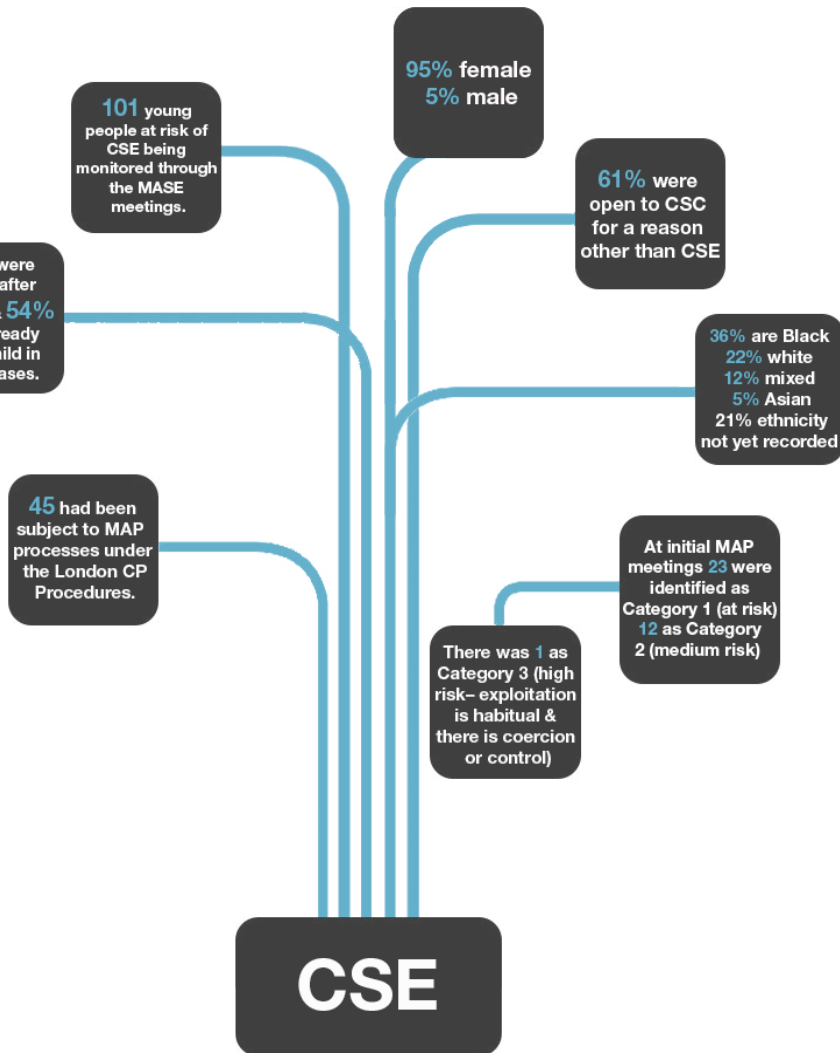 95% female
5% male
101 young
people at risk of
CSE being
monitored through
the MASE
meetings.
61% were
open to CSC
for a reason
other than CSE
were
after
54%
ases.
36% are Black
22% white
12% mixed
5% Asian
21% ethnicity
not yet recorded
45 had been
subject to MAP
processes under
the London CP
Procedures.
At initial MAP
meetings 23 were
identified as
Category 1 (at risk)
12 as Category
2 (medium risk)
There was 1 as
Category 3 (high
risk– exploitation
is habitual &
there is coercion
or control)
CSE